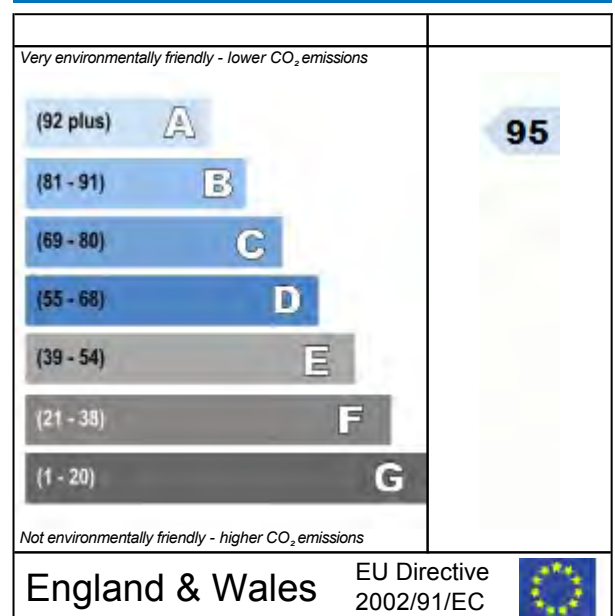 Very environmentally friendly - lower CO₂ emissions
(92 plus) A
95
(81 - 91) B
(69 - 80) C
(55 - 68) D
(39 - 54) E
(21 - 38) F
(1 - 20) G
Not environmentally friendly - higher CO₂ emissions
England & Wales
EU Directive
2002/91/EC